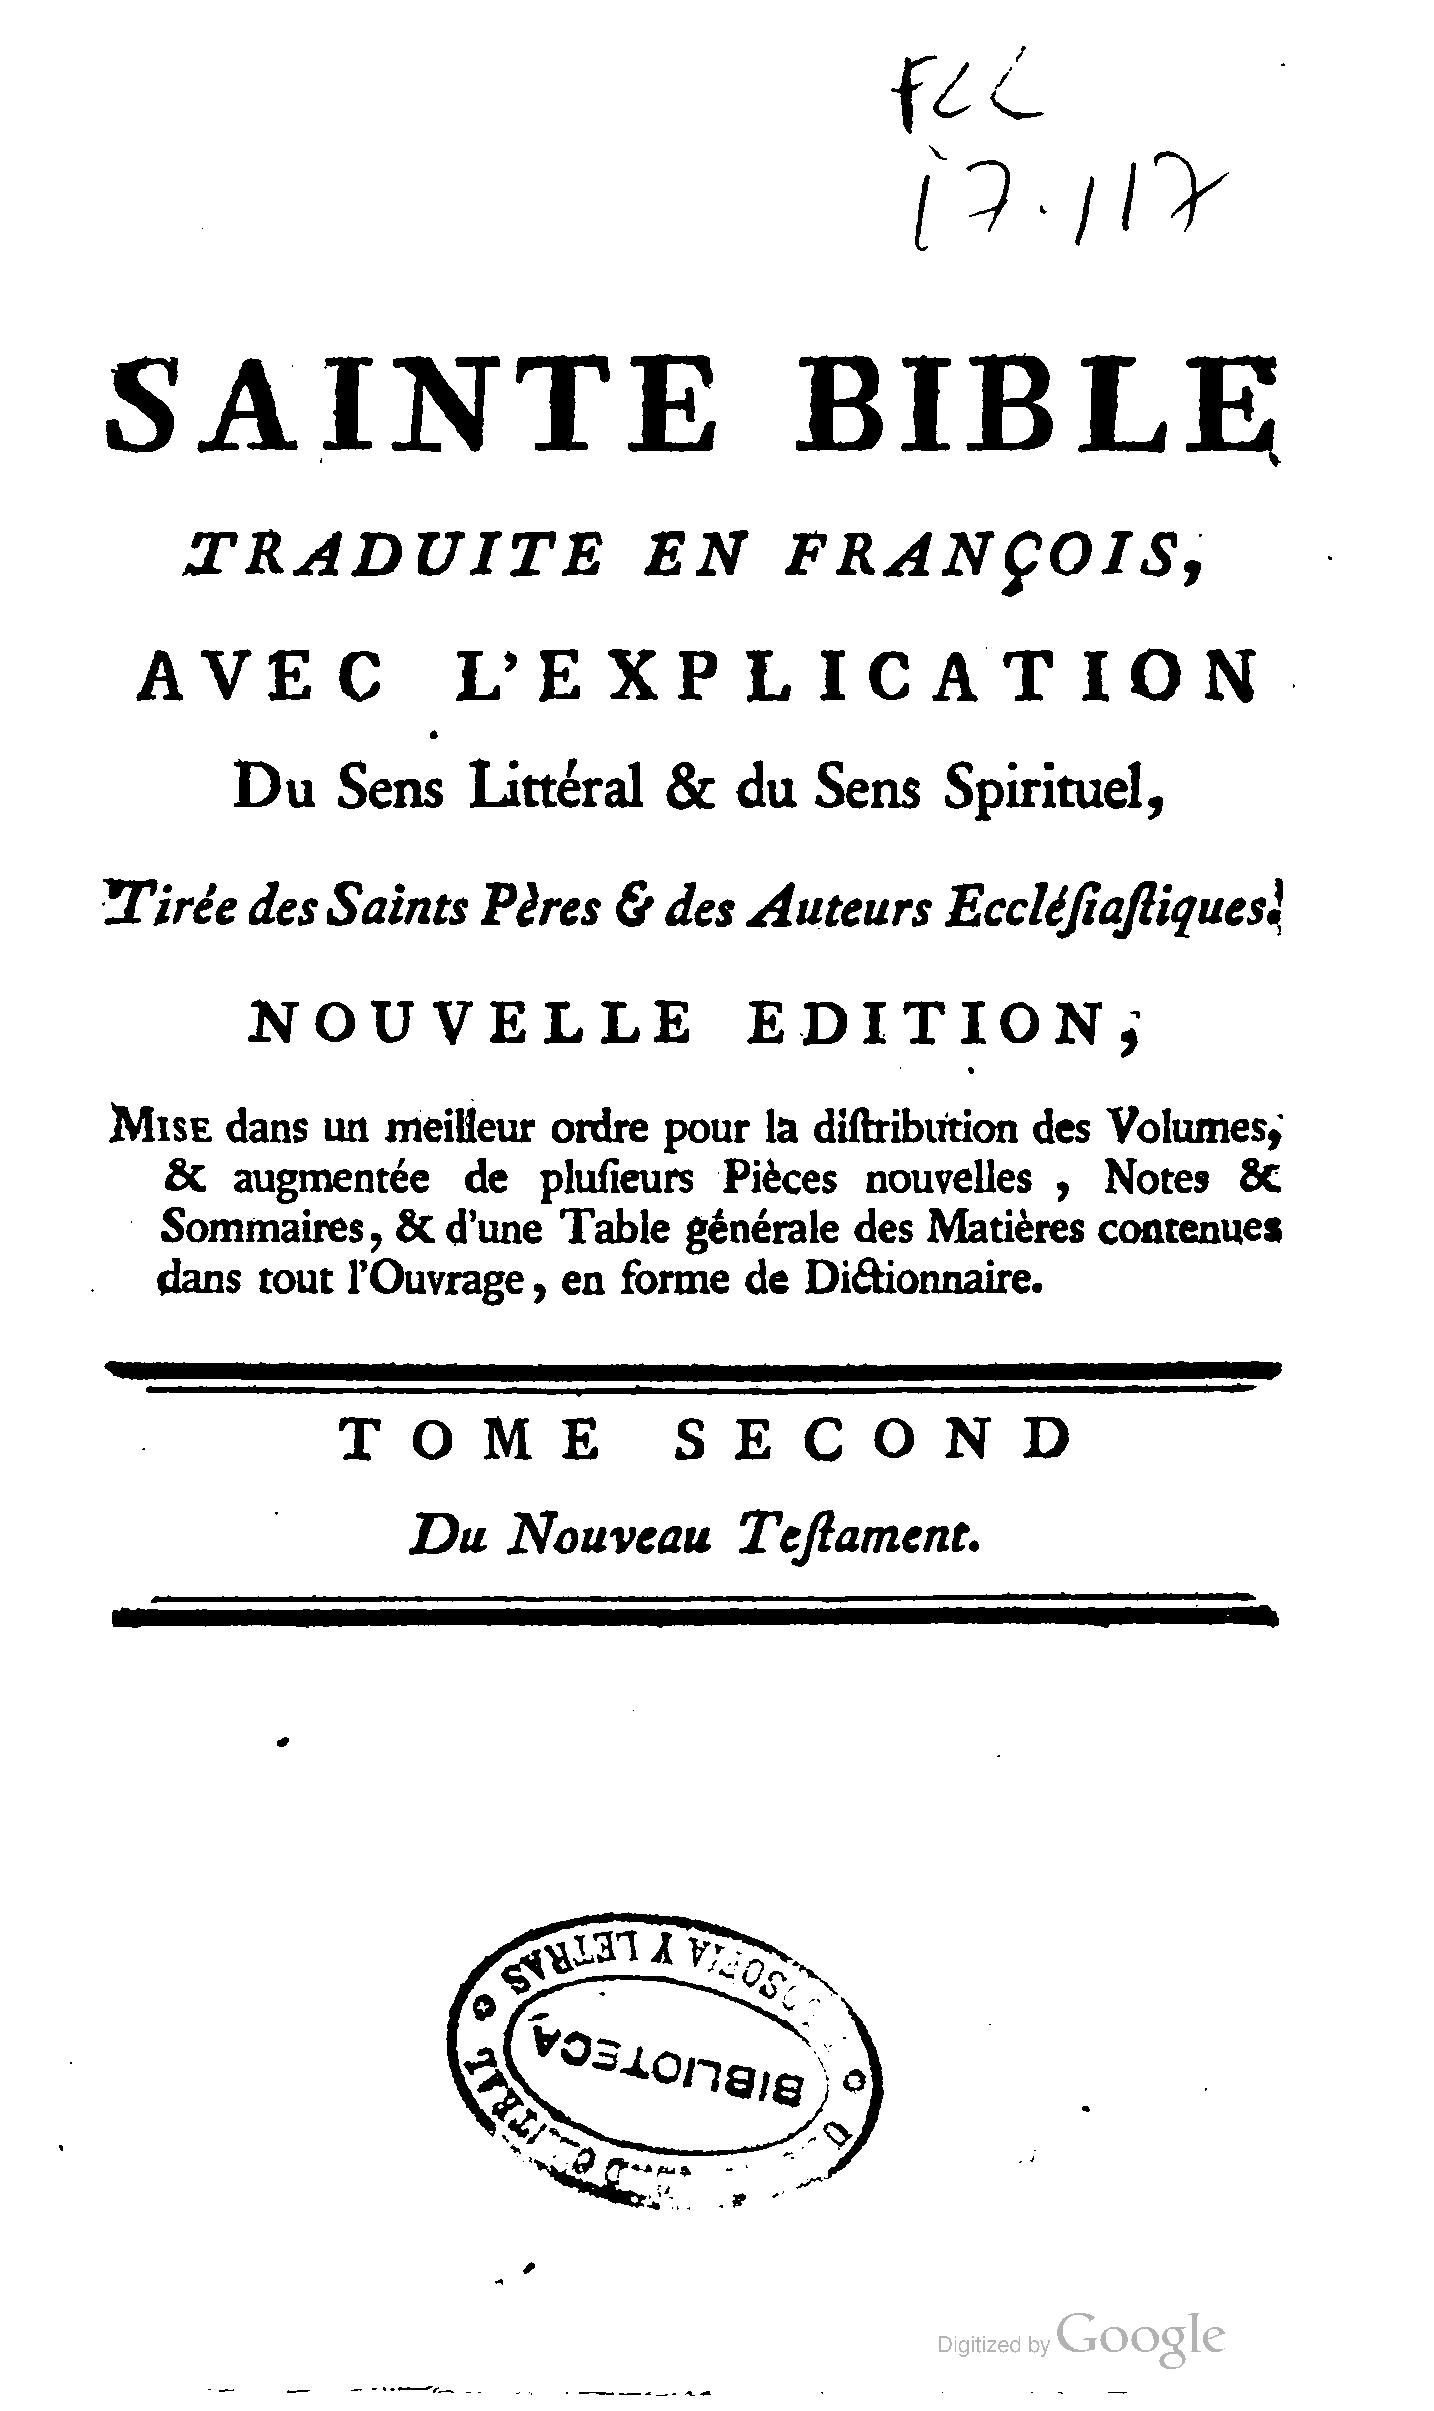 FLL
17.117
SAINTE BIBLE
TRADUITE EN FRANÇOIS,
AVEC L'EXPLICATION
Du Sens Littéral & du Sens Spirituel,
Tirée des Saints Pères & des Auteurs Eccléſiaſtiques.
NOUVELLE EDITION,
MISE dans un meilleur ordre pour la diſtribution des Volumes,
& augmentée de pluſieurs Pièces nouvelles , Notes &
Sommaires, & d'une Table générale des Matières contenues
dans tout l'Ouvrage, en forme de Dictionnaire.
TOME SECOND
Du Nouveau Teſtament.
Y LETRAS
BIBLIOTECA
Digitized by Google